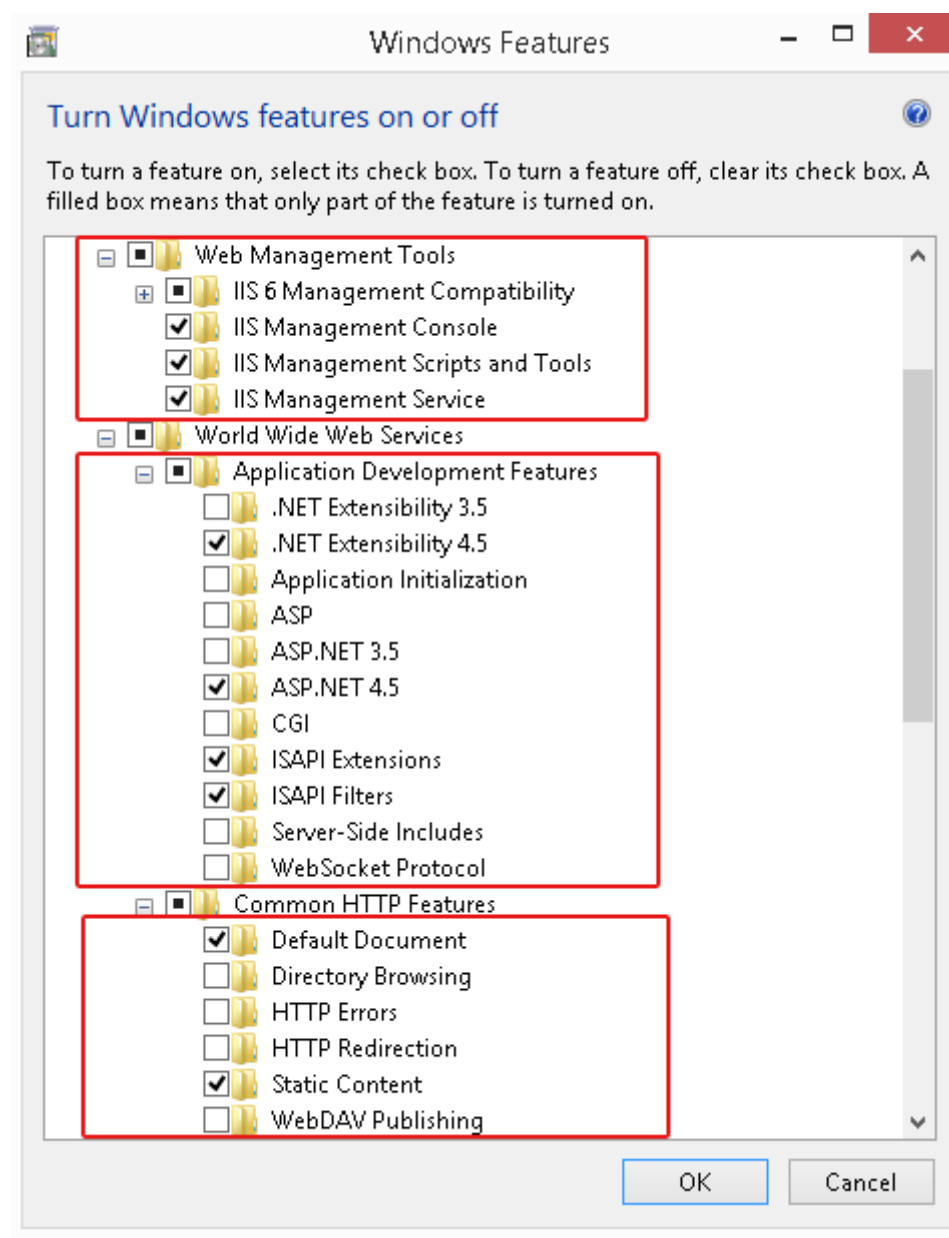 Windows Features
Turn Windows features on or off
To turn a feature on, select its check box. To turn a feature off, clear its check box. A
filled box means that only part of the feature is turned on.
Web Management Tools
IIS 6 Management Compatibility
IIS Management Console
IIS Management Scripts and Tools
IIS Management Service
World Wide Web Services
Application Development Features
.NET Extensibility 3.5
.NET Extensibility 4.5
Application Initialization
ASP
ASP.NET 3.5
ASP.NET 4.5
CGI
ISAPI Extensions
ISAPI Filters
Server-Side Includes
WebSocket Protocol
Common HTTP Features
Default Document
Directory Browsing
HTTP Errors
HTTP Redirection
Static Content
WebDAV Publishing
OK Cancel